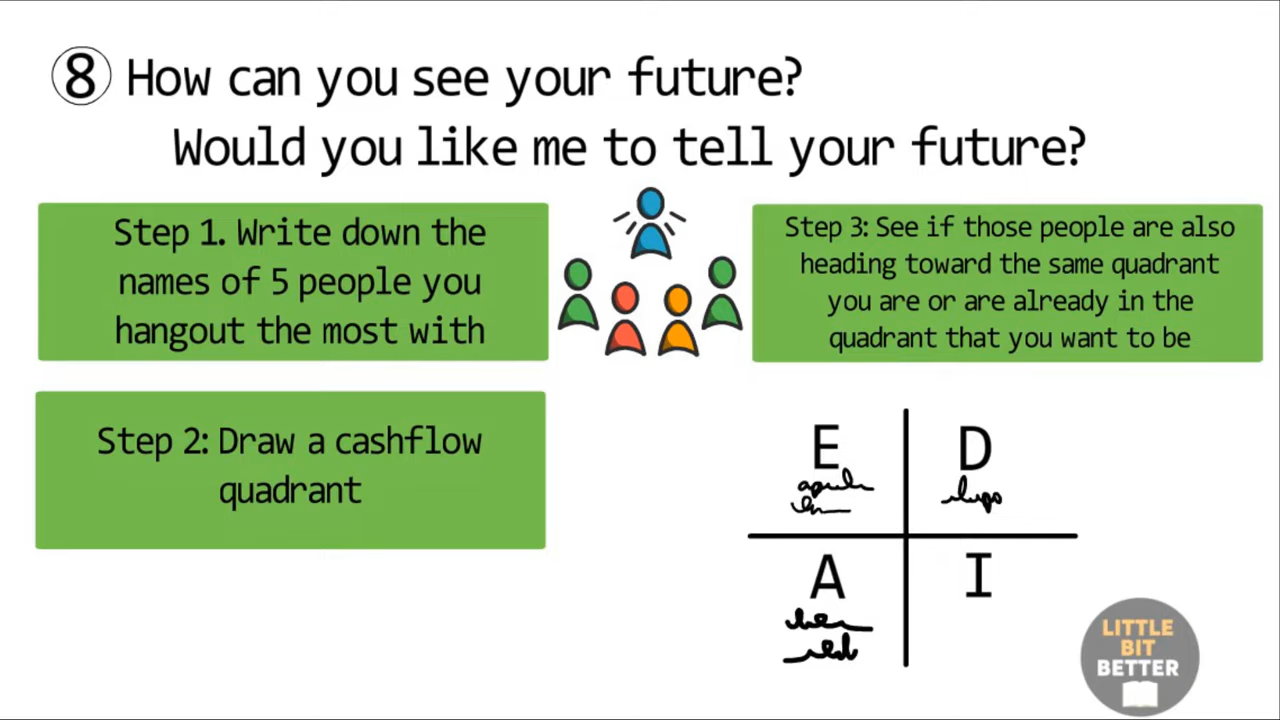 8 How can you see your future?
Would you like me to tell your future?
Step 1. Write down the
names of 5 people you
hangout the most with
Step 3: See if those people are also
heading toward the same quadrant
you are or are already in the
quadrant that you want to be
Step 2: Draw a cashflow
quadrant
E D
A I
LITTLE
BIT
BETTER